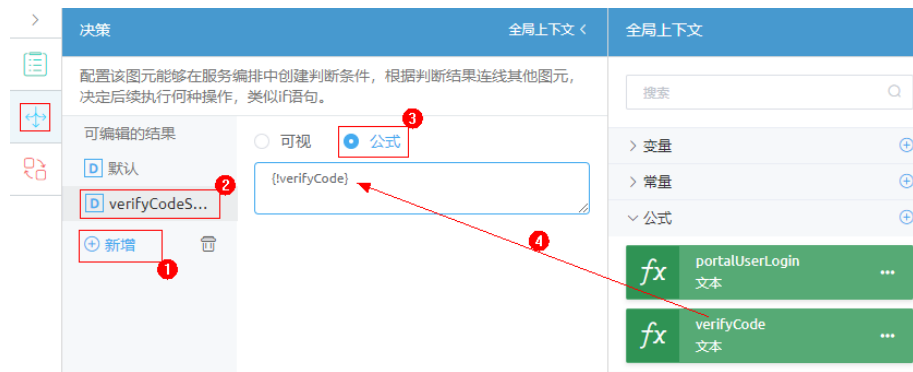 决策
全局上下文
配置该图元能够在服务编排中创建判断条件，根据判断结果连线其他图元，
决定后续执行何种操作，类似if语句。
可编辑的结果
D 默认
2
D verifyCodeS...
新增
1
3
可视
公式
{!verifyCode}
4
全局上下文
搜索
变量
常量
公式
fx portalUserLogin
文本
fx verifyCode
文本